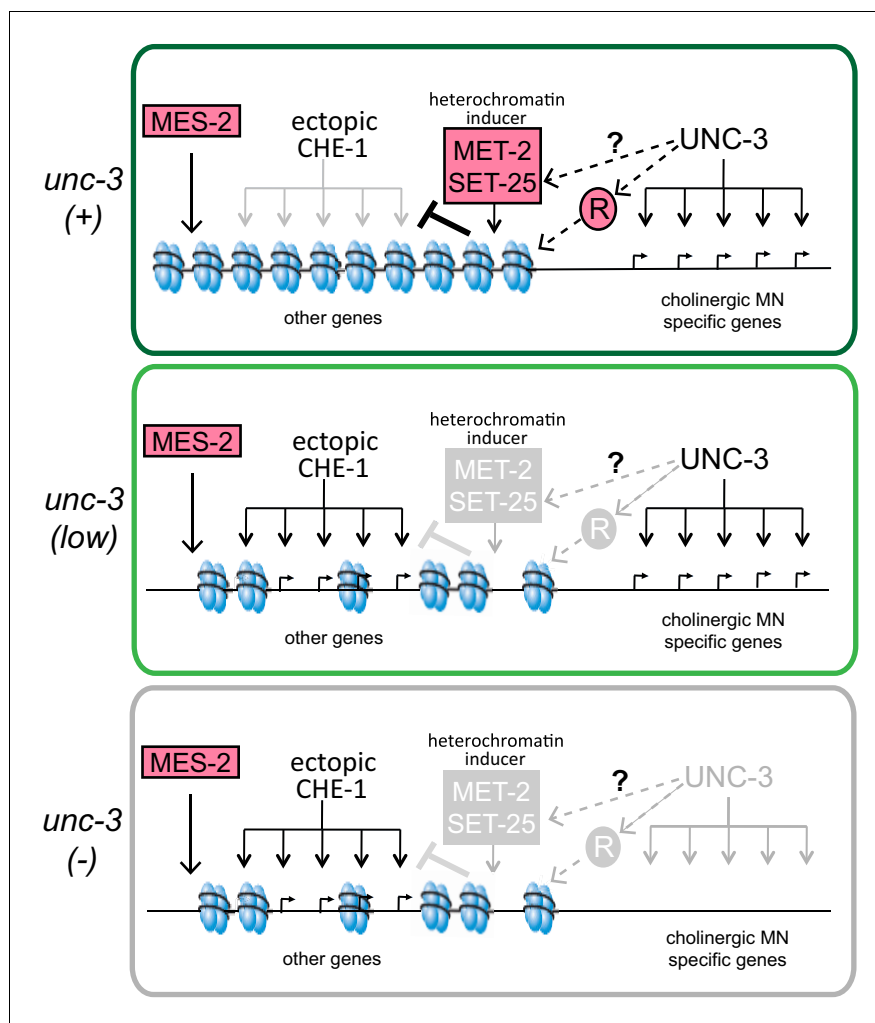 unc-3
(+)
MES-2
ectopic
CHE-1
heterochromatin
inducer
MET-2
SET-25
?
R
UNC-3
other genes
cholinergic MN
specific genes
unc-3
(low)
MES-2
ectopic
CHE-1
heterochromatin
inducer
MET-2
SET-25
?
R
UNC-3
other genes
cholinergic MN
specific genes
unc-3
(-)
MES-2
ectopic
CHE-1
heterochromatin
inducer
MET-2
SET-25
?
R
UNC-3
other genes
cholinergic MN
specific genes